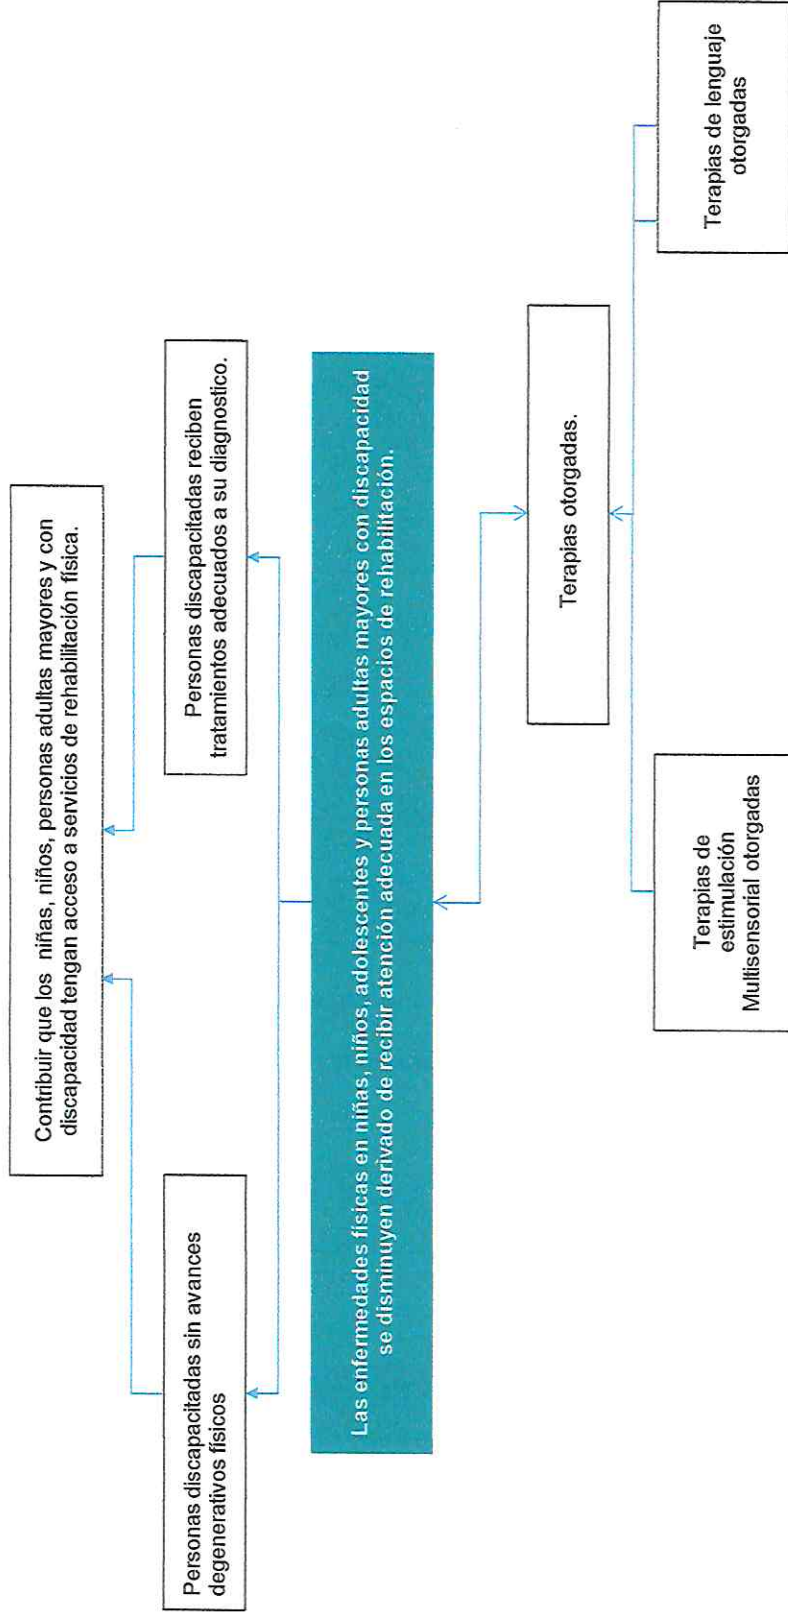 Contribuir que los niñas, niños, personas adultas mayores y con
discapacidad tengan acceso a servicios de rehabilitación física.
Personas discapacitadas sin avances
degenerativos físicos
Personas discapacitadas reciben
tratamientos adecuados a su diagnostico.
Las enfermedades físicas en niñas, niños, adolescentes y personas adultas mayores con discapacidad
se disminuyen derivado de recibir atención adecuada en los espacios de rehabilitación.
Terapias otorgadas.
Terapias de
estimulación
Multisensorial otorgadas
Terapias de lenguaje
otorgadas